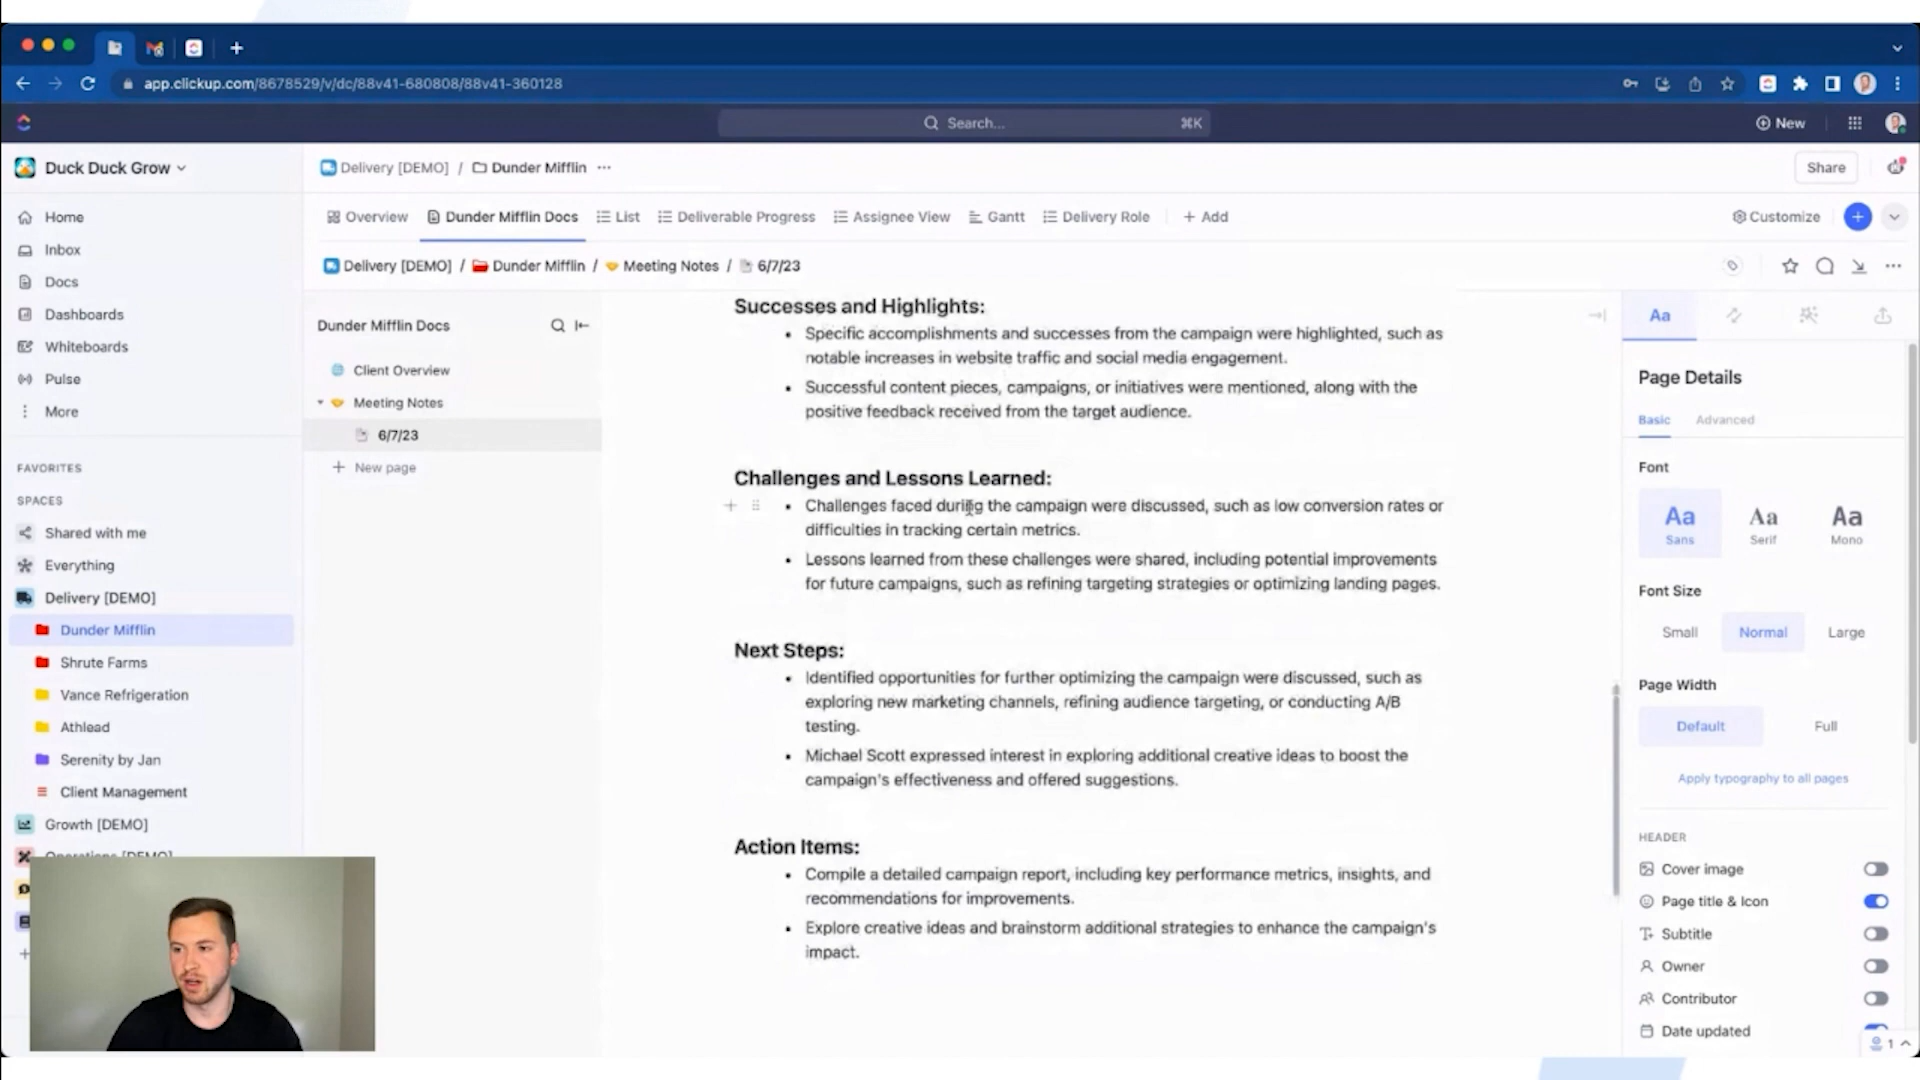 app.clickup.com/8678529/v/dc/88v41-680808/88v41-360128
Search... ⌘K
New
Duck Duck Grow
Delivery [DEMO] / Dunder Mifflin
Share
Home
Inbox
Docs
Dashboards
Whiteboards
Pulse
More
FAVORITES
SPACES
Shared with me
Everything
Delivery [DEMO]
Dunder Mifflin
Shrute Farms
Vance Refrigeration
Athlead
Serenity by Jan
Client Management
Growth [DEMO]
Overview
Dunder Mifflin Docs
List
Deliverable Progress
Assignee View
Gantt
Delivery Role
+ Add
Customize
Delivery [DEMO] / Dunder Mifflin / Meeting Notes / 6/7/23
Dunder Mifflin Docs
Client Overview
Meeting Notes
6/7/23
New page
Successes and Highlights:
Specific accomplishments and successes from the campaign were highlighted, such as
notable increases in website traffic and social media engagement.
Successful content pieces, campaigns, or initiatives were mentioned, along with the
positive feedback received from the target audience.
Challenges and Lessons Learned:
Challenges faced during the campaign were discussed, such as low conversion rates or
difficulties in tracking certain metrics.
Lessons learned from these challenges were shared, including potential improvements
for future campaigns, such as refining targeting strategies or optimizing landing pages.
Next Steps:
Identified opportunities for further optimizing the campaign were discussed, such as
exploring new marketing channels, refining audience targeting, or conducting A/B
testing.
Michael Scott expressed interest in exploring additional creative ideas to boost the
campaign's effectiveness and offered suggestions.
Action Items:
Compile a detailed campaign report, including key performance metrics, insights, and
recommendations for improvements.
Explore creative ideas and brainstorm additional strategies to enhance the campaign's
impact.
Aa
Page Details
Basic Advanced
Font
Aa Aa Aa
Sans Serif Mono
Font Size
Small Normal Large
Page Width
Default Full
Apply typography to all pages
HEADER
Cover image
Page title & Icon
Subtitle
Owner
Contributor
Date updated
1